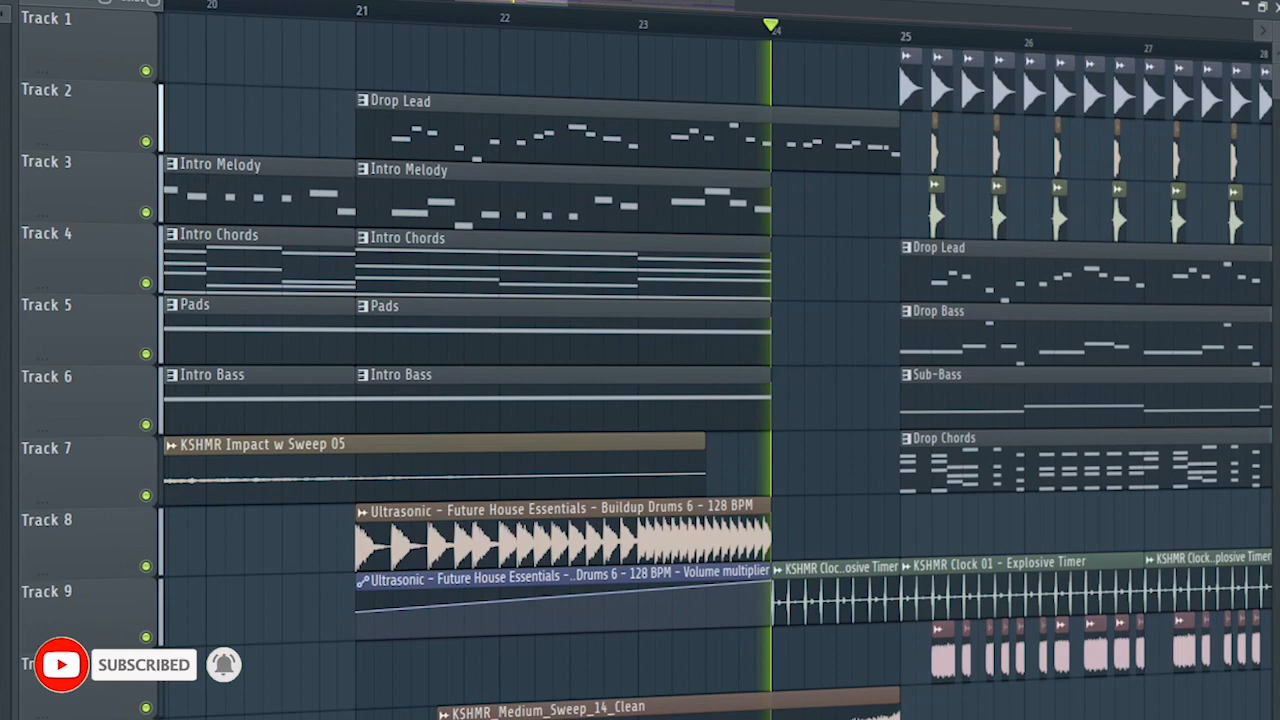 20
21
22
23
24
25
26
27
28
Track 1
Track 2
Drop Lead
Track 3
Intro Melody
Intro Melody
Track 4
Intro Chords
Intro Chords
Drop Lead
Track 5
Pads
Pads
Drop Bass
Track 6
Intro Bass
Intro Bass
Sub-Bass
Track 7
KSHMR Impact w Sweep 05
Drop Chords
Track 8
Ultrasonic - Future House Essentials - Buildup Drums 6 - 128 BPM
Ultrasonic - Future House Essentials -..Drums 6 - 128 BPM - Volume multiplier
KSHMR Cloc..osive Timer
KSHMR Clock 01 - Explosive Timer
KSHMR Clock..plosive Timer
Track 9
SUBSCRIBED
KSHMR_Medium_Sweep_14_Clean